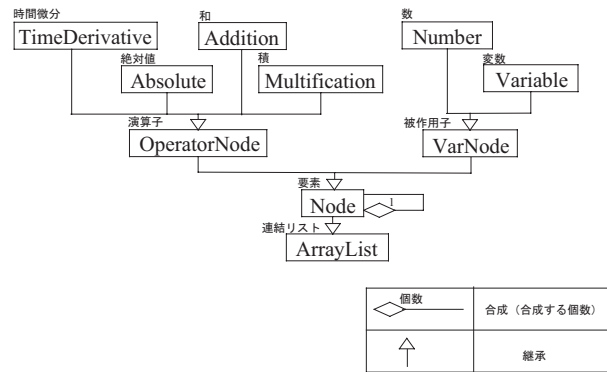 時間微分
TimeDerivative
和
Addition
数
Number
絶対値
Absolute
積
Multification
変数
Variable
演算子
OperatorNode
被作用子
VarNode
要素
Node
1
連結リスト
ArrayList
個数
合成（合成する個数）
継承